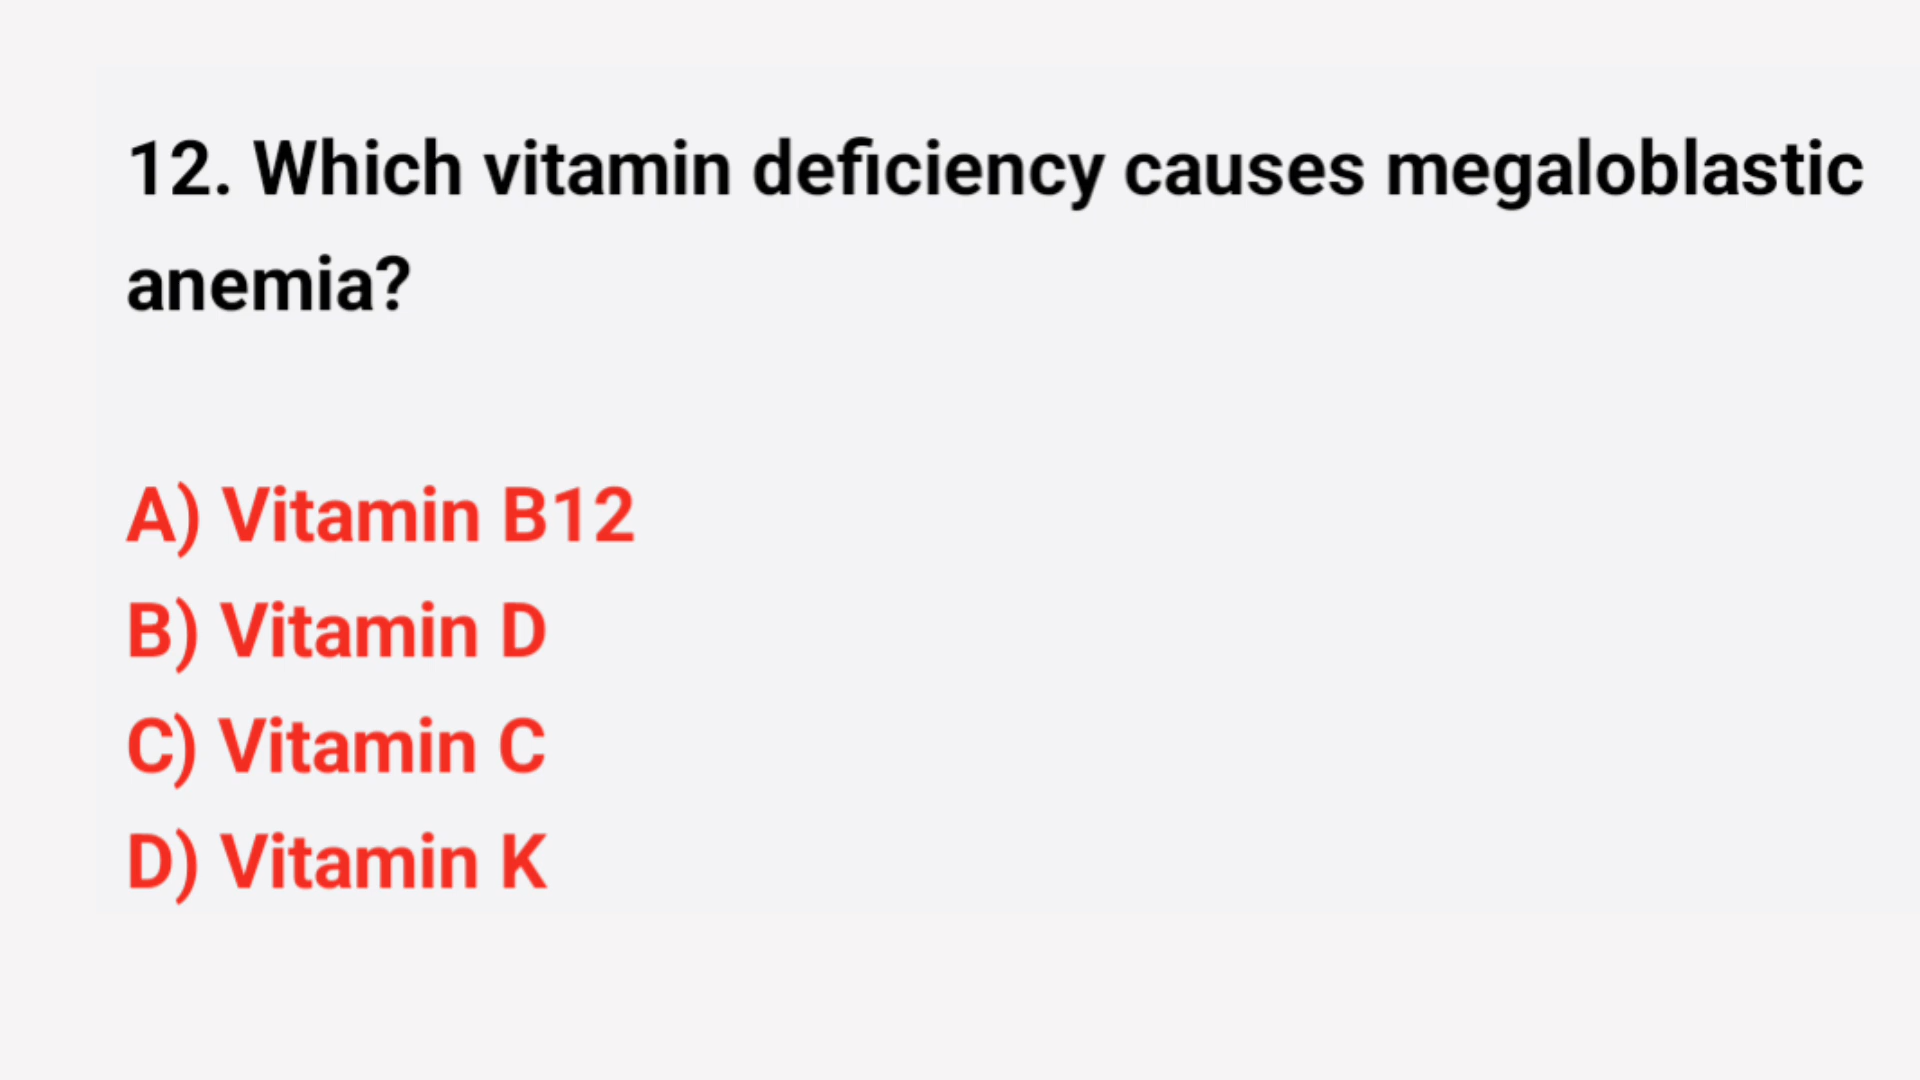 12. Which vitamin deficiency causes megaloblastic
anemia?
A) Vitamin B12
B) Vitamin D
C) Vitamin C
D) Vitamin K